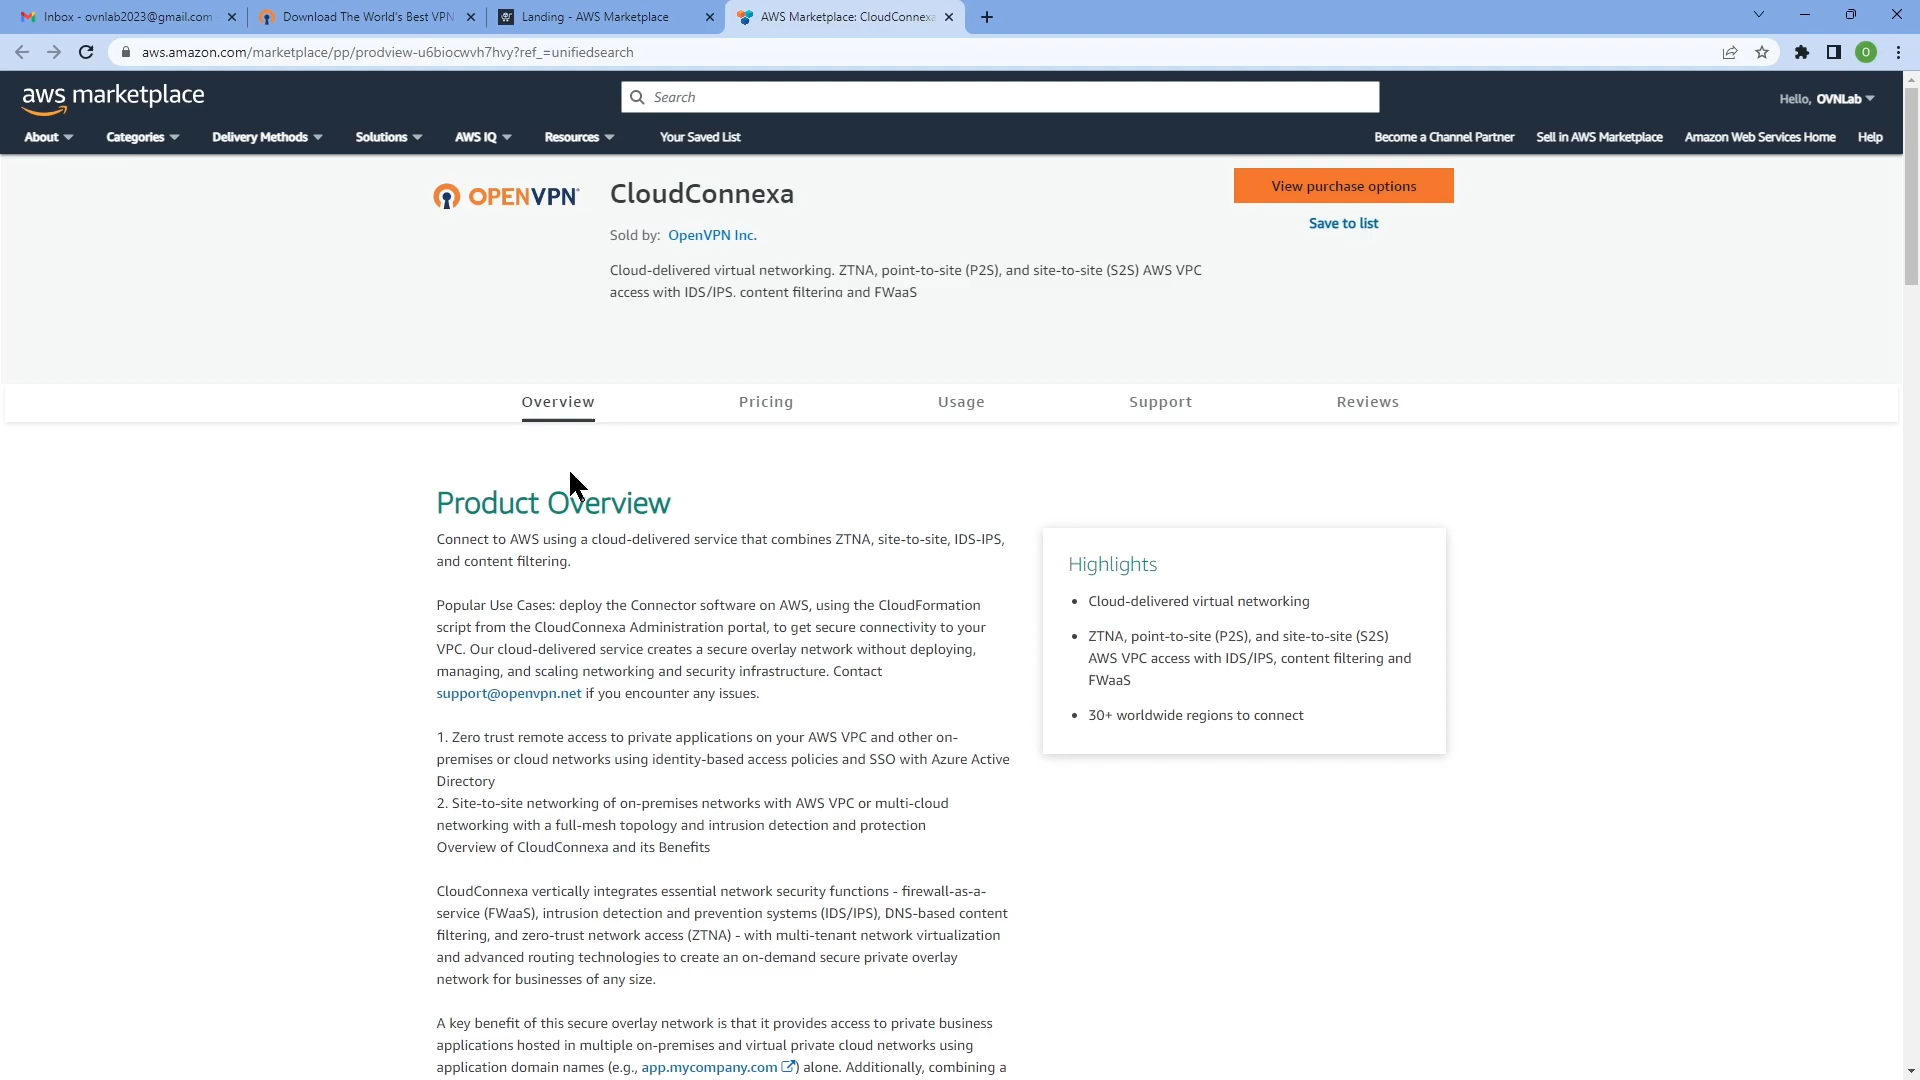 Inbox - ovnlab2023@gmail.com
Download The World's Best VPN
Landing - AWS Marketplace
AWS Marketplace: CloudConnexa
aws.amazon.com/marketplace/pp/prodview-u6biocwvh7hvy?ref_=unifiedsearch
O
aws marketplace
Search
Hello, OVNLab
About
Categories
Delivery Methods
Solutions
AWS IQ
Resources
Your Saved List
Become a Channel Partner
Sell in AWS Marketplace
Amazon Web Services Home
Help
OPENVPN
CloudConnexa
View purchase options
Save to list
Sold by: OpenVPN Inc.
Cloud-delivered virtual networking. ZTNA, point-to-site (P2S), and site-to-site (S2S) AWS VPC
access with IDS/IPS, content filtering and FWaaS
Overview
Pricing
Usage
Support
Reviews
Product Overview
Connect to AWS using a cloud-delivered service that combines ZTNA, site-to-site, IDS-IPS,
and content filtering.
Popular Use Cases: deploy the Connector software on AWS, using the CloudFormation
script from the CloudConnexa Administration portal, to get secure connectivity to your
VPC. Our cloud-delivered service creates a secure overlay network without deploying,
managing, and scaling networking and security infrastructure. Contact
support@openvpn.net if you encounter any issues.
1. Zero trust remote access to private applications on your AWS VPC and other on-
premises or cloud networks using identity-based access policies and SSO with Azure Active
Directory
2. Site-to-site networking of on-premises networks with AWS VPC or multi-cloud
networking with a full-mesh topology and intrusion detection and protection
Overview of CloudConnexa and its Benefits
CloudConnexa vertically integrates essential network security functions - firewall-as-a-
service (FWaaS), intrusion detection and prevention systems (IDS/IPS), DNS-based content
filtering, and zero-trust network access (ZTNA) - with multi-tenant network virtualization
and advanced routing technologies to create an on-demand secure private overlay
network for businesses of any size.
A key benefit of this secure overlay network is that it provides access to private business
applications hosted in multiple on-premises and virtual private cloud networks using
application domain names (e.g., app.mycompany.com) alone. Additionally, combining a
Highlights
• Cloud-delivered virtual networking
• ZTNA, point-to-site (P2S), and site-to-site (S2S)
AWS VPC access with IDS/IPS, content filtering and
FWaaS
• 30+ worldwide regions to connect